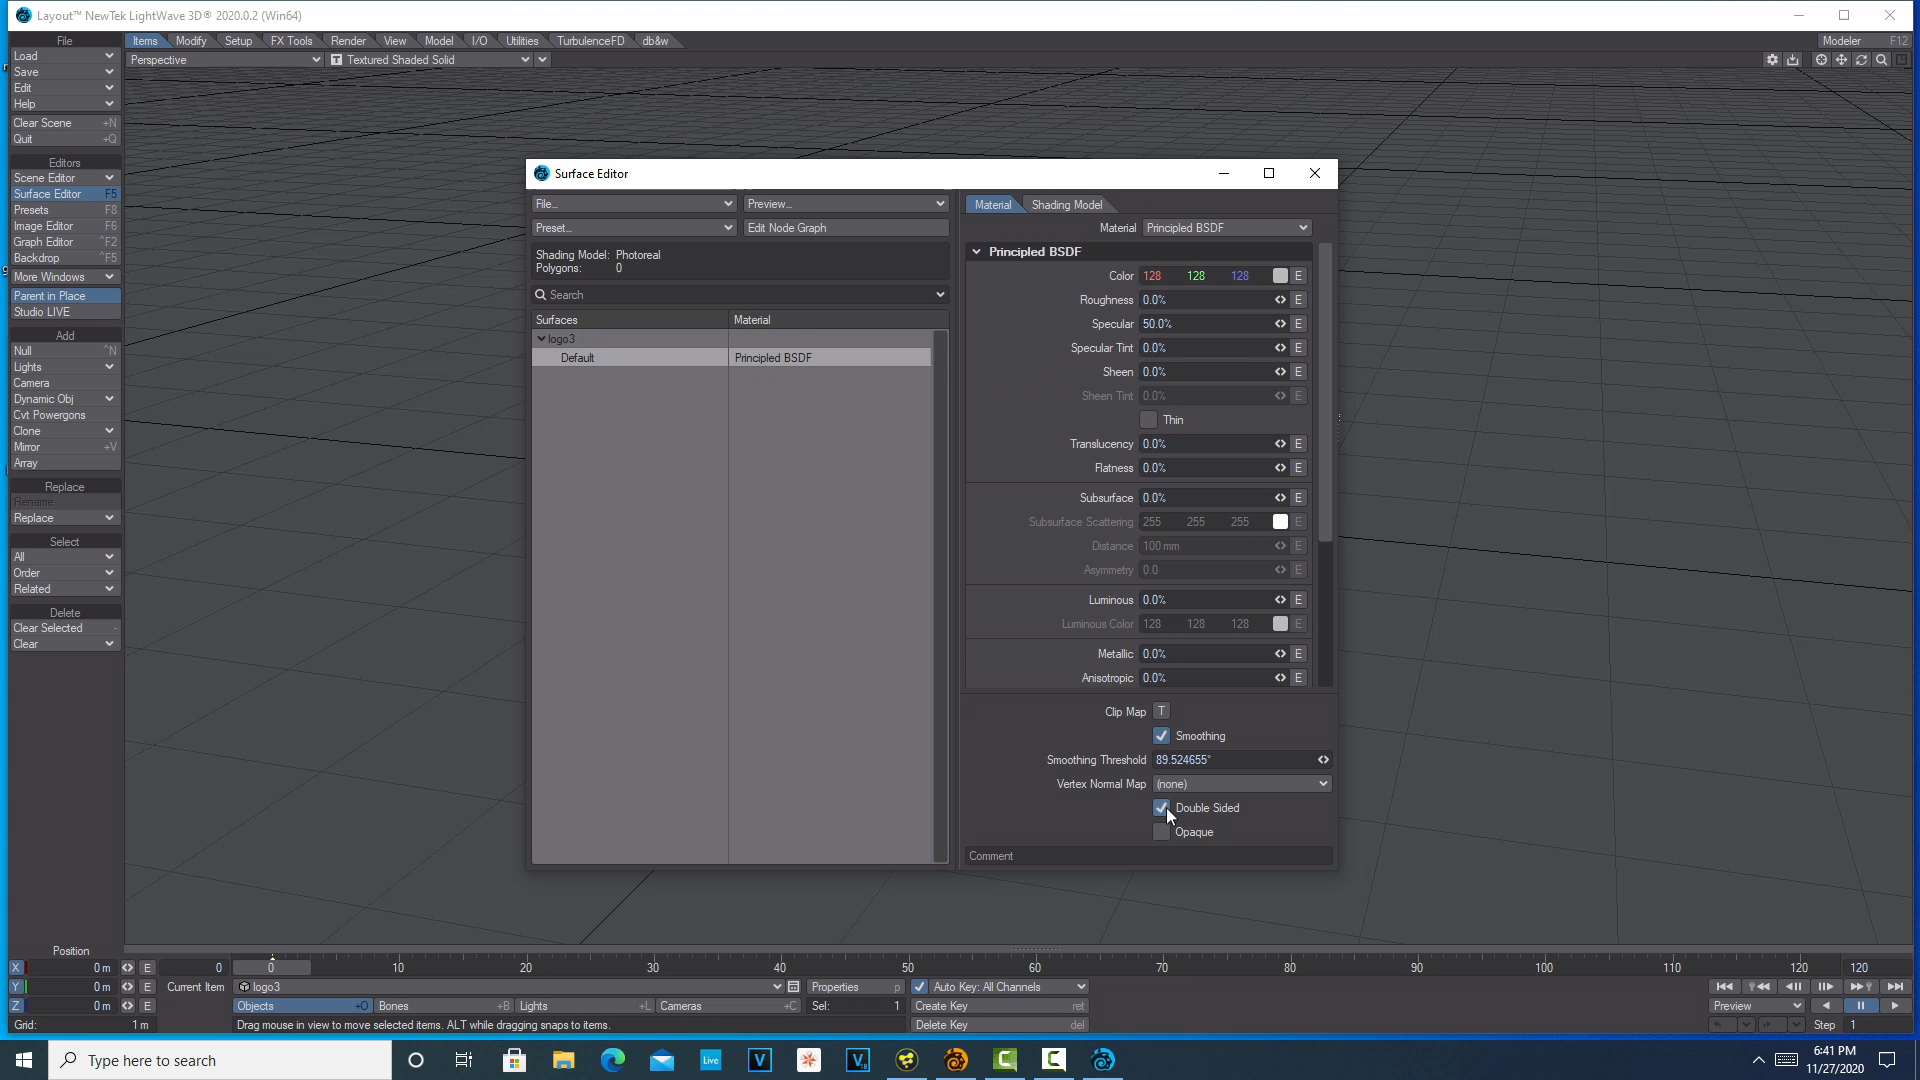 Layout™ NewTek LightWave 3D® 2020.0.2 (Win64)
File
Items
Modify
Setup
FX Tools
Render
View
Model
I/O
Utilities
TurbulenceFD
db&w
Modeler F12
Load
Perspective
T Textured Shaded Solid
Save
Edit
Help
Clear Scene +N
Quit +Q
Editors
Scene Editor
Surface Editor F5
Presets F8
Image Editor F6
Graph Editor ^F2
Backdrop ^F5
More Windows
Parent in Place
Studio LIVE
Add
Null ^N
Lights
Camera
Dynamic Obj
Cvt Powergons
Clone
Mirror +V
Array
Replace
Rename
Replace
Select
All
Order
Related
Delete
Clear Selected -
Clear
Surface Editor
File...
Preview...
Preset...
Edit Node Graph
Shading Model: Photoreal
Polygons: 0
Search
Surfaces
Material
logo3
Default
Principled BSDF
Material
Shading Model
Material Principled BSDF
Principled BSDF
Color 128 128 128 E
Roughness 0.0% E
Specular 50.0% E
Specular Tint 0.0% E
Sheen 0.0% E
Sheen Tint 0.0% E
Thin
Translucency 0.0% E
Flatness 0.0% E
Subsurface 0.0% E
Subsurface Scattering 255 255 255 E
Distance 100 mm E
Asymmetry 0.0 E
Luminous 0.0% E
Luminous Color 128 128 128 E
Metallic 0.0% E
Anisotropic 0.0% E
Clip Map T
Smoothing
Smoothing Threshold 89.524655°
Vertex Normal Map (none)
Double Sided
Opaque
Comment
Position
X 0 m E 0
0 10 20 30 40 50 60 70 80 90 100 110 120 120
Y 0 m E Current Item logo3 Properties p Auto Key: All Channels
Z 0 m E Objects +O Bones +B Lights +L Cameras +C Sel: 1 Create Key ret Preview
Grid: 1 m Drag mouse in view to move selected items. ALT while dragging snaps to items. Delete Key del Step 1
Type here to search
Live
V
V
C
C
6:41 PM
11/27/2020